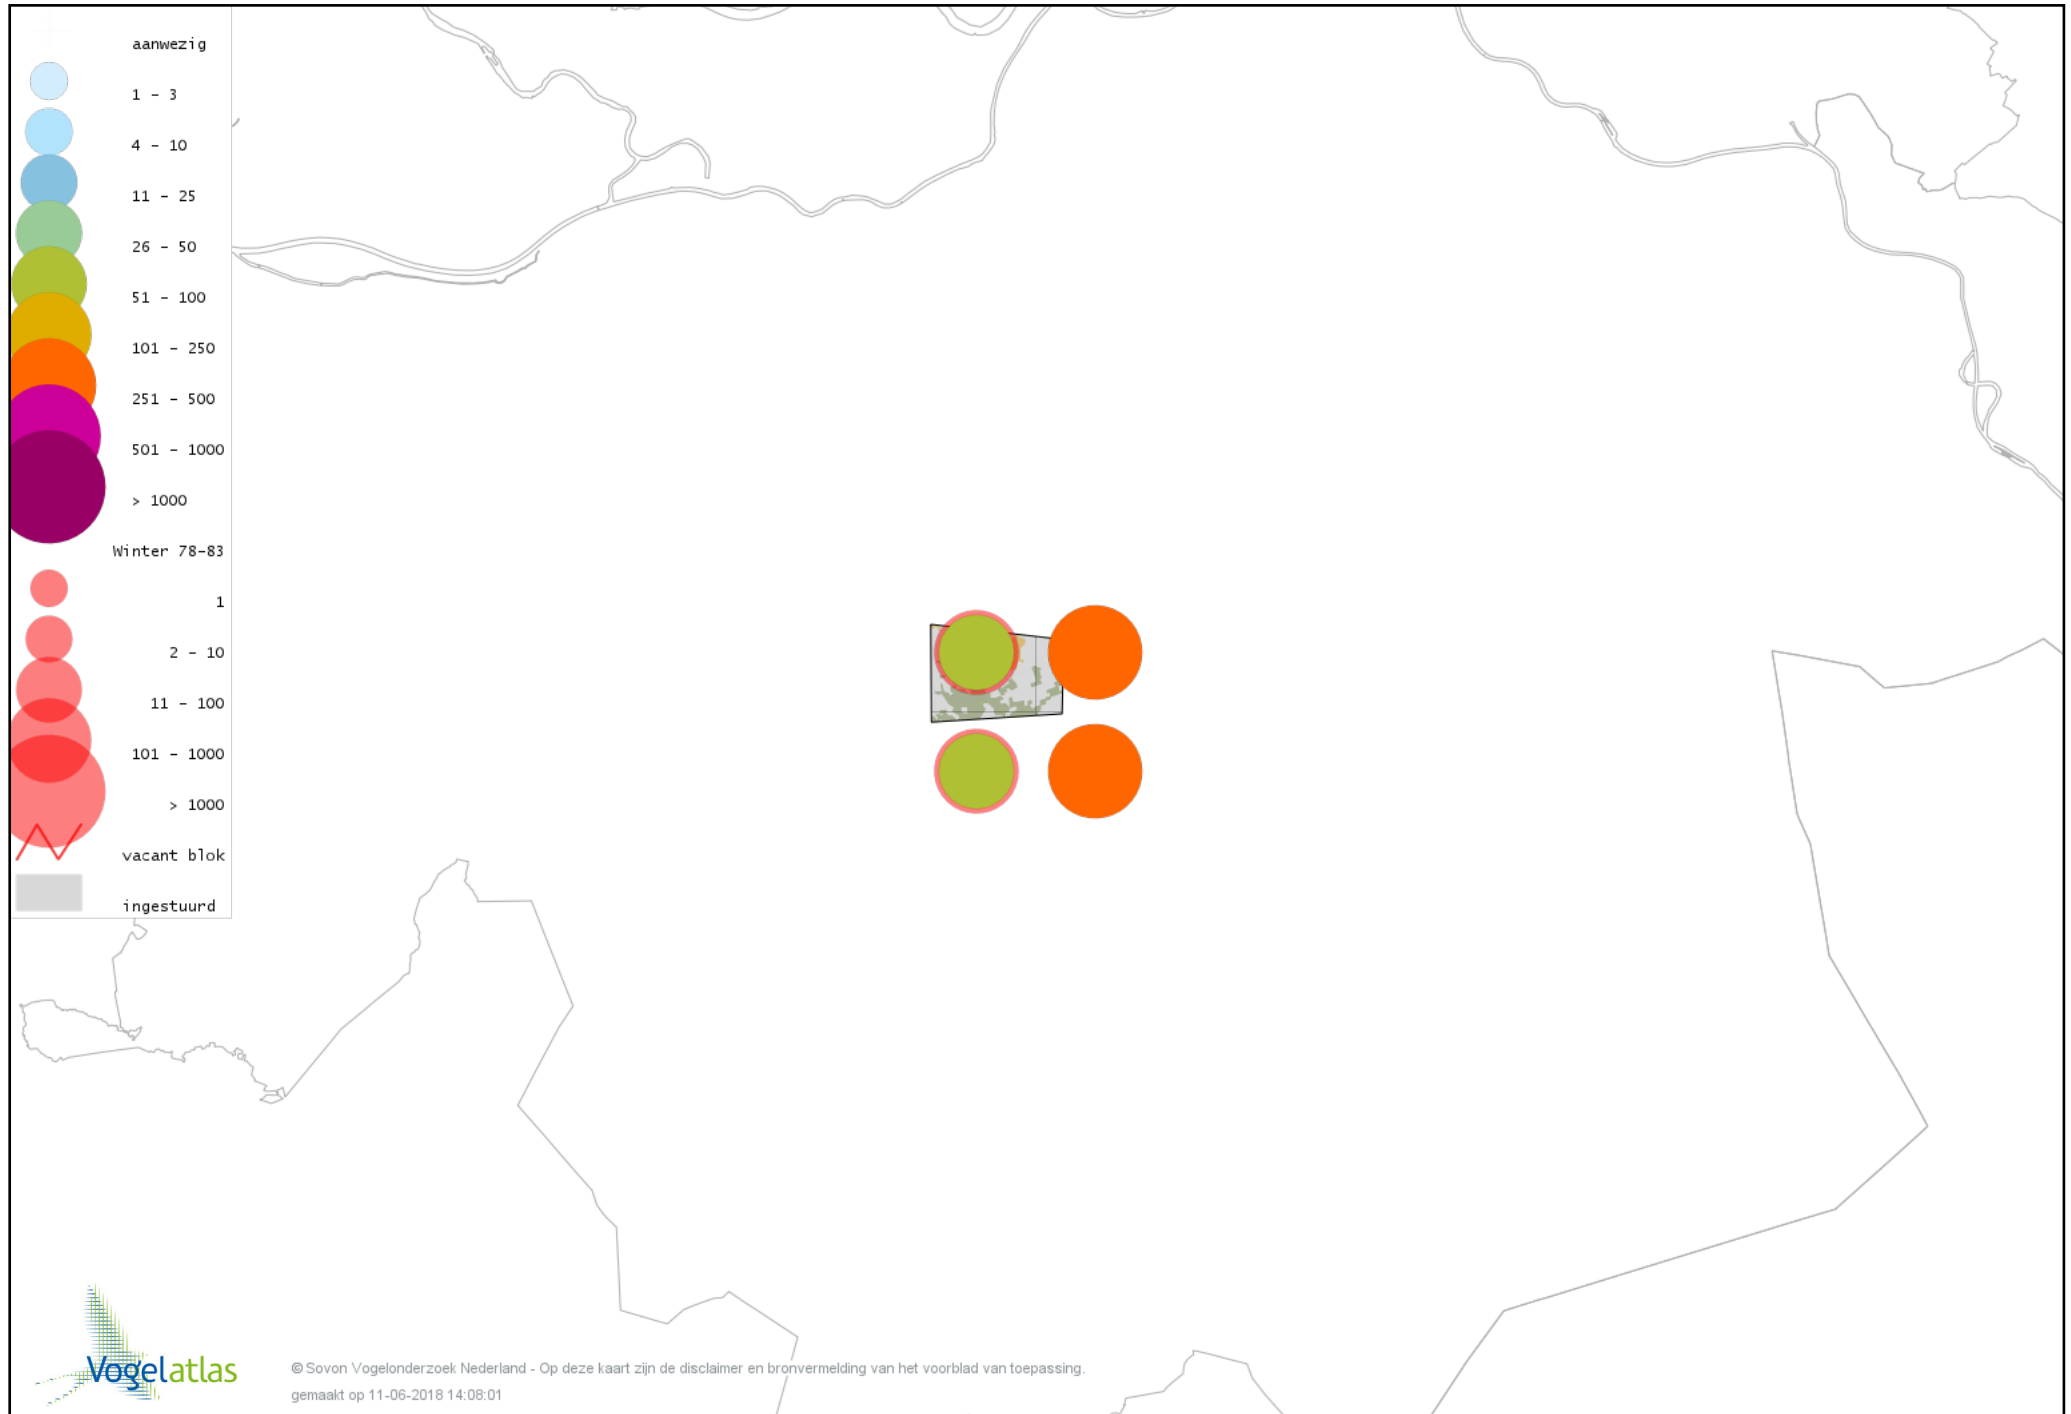 aanwezig
1 - 3
4 - 10
11 - 25
26 - 50
51 - 100
101 - 250
251 - 500
501 - 1000
> 1000
Winter 78-83
1
2 - 10
11 - 100
101 - 1000
> 1000
vacant blok
ingestuurd
Vogelatlas
© Sovon Vogelonderzoek Nederland - Op deze kaart zijn de disclaimer en bronvermelding van het voorblad van toepassing.
gemaakt op 11-06-2018 14:08:01